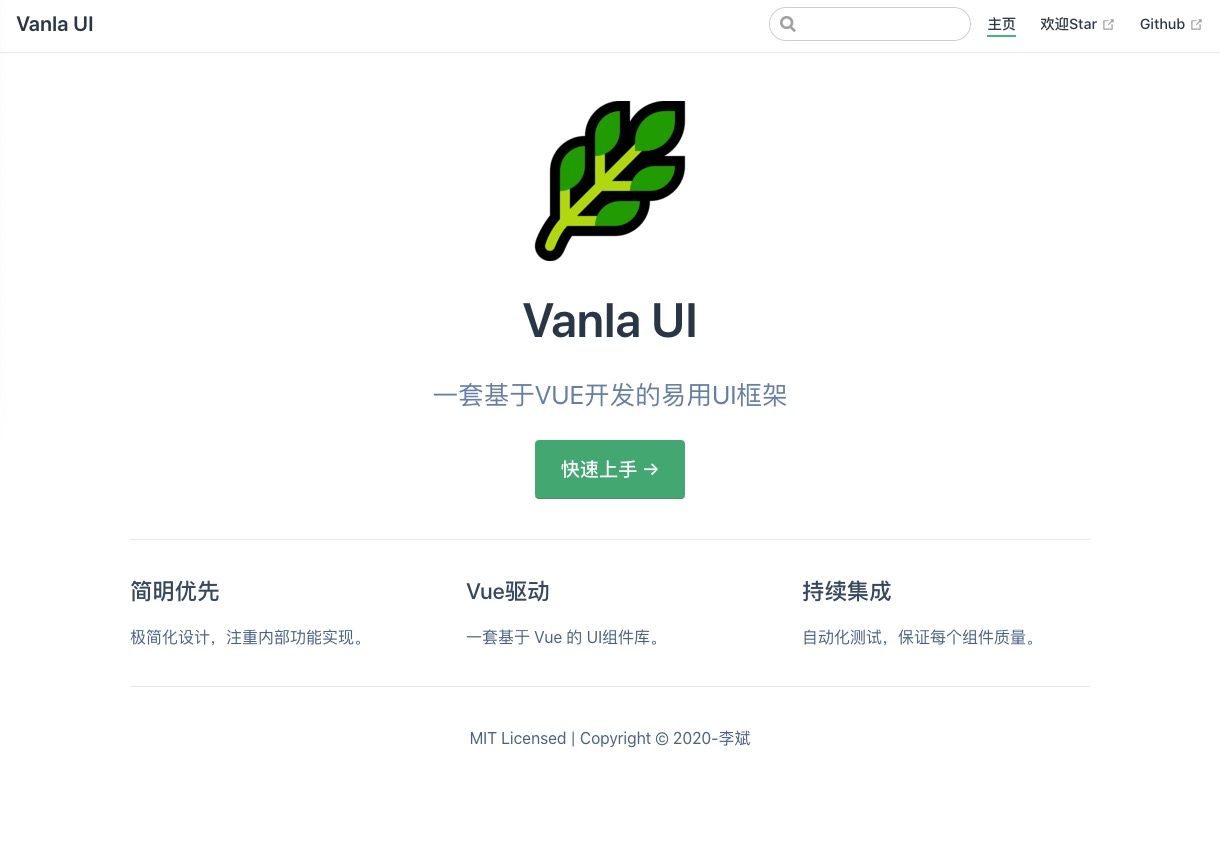 Vanla UI
主页
欢迎Star
Github
Vanla UI
一套基于VUE开发的易用UI框架
快速上手 →
简明优先
极简化设计，注重内部功能实现。
Vue驱动
一套基于 Vue 的 UI组件库。
持续集成
自动化测试，保证每个组件质量。
MIT Licensed | Copyright © 2020-李斌